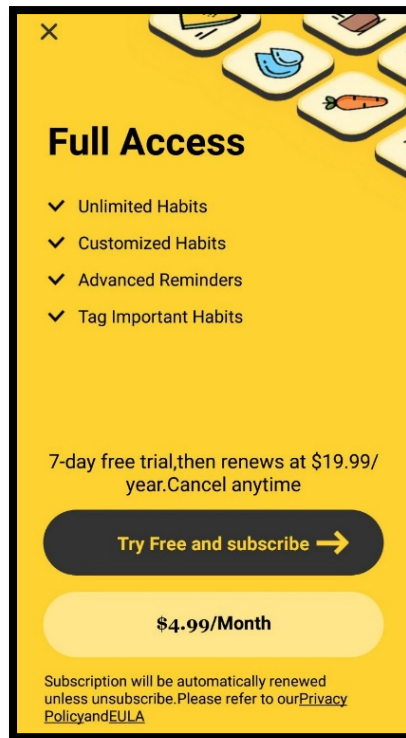 Full Access
Unlimited Habits
Customized Habits
Advanced Reminders
Tag Important Habits
7-day free trial,then renews at $19.99/
year.Cancel anytime
Try Free and subscribe
$4.99/Month
Subscription will be automatically renewed
unless unsubscribe.Please refer to ourPrivacy
PolicyandEULA